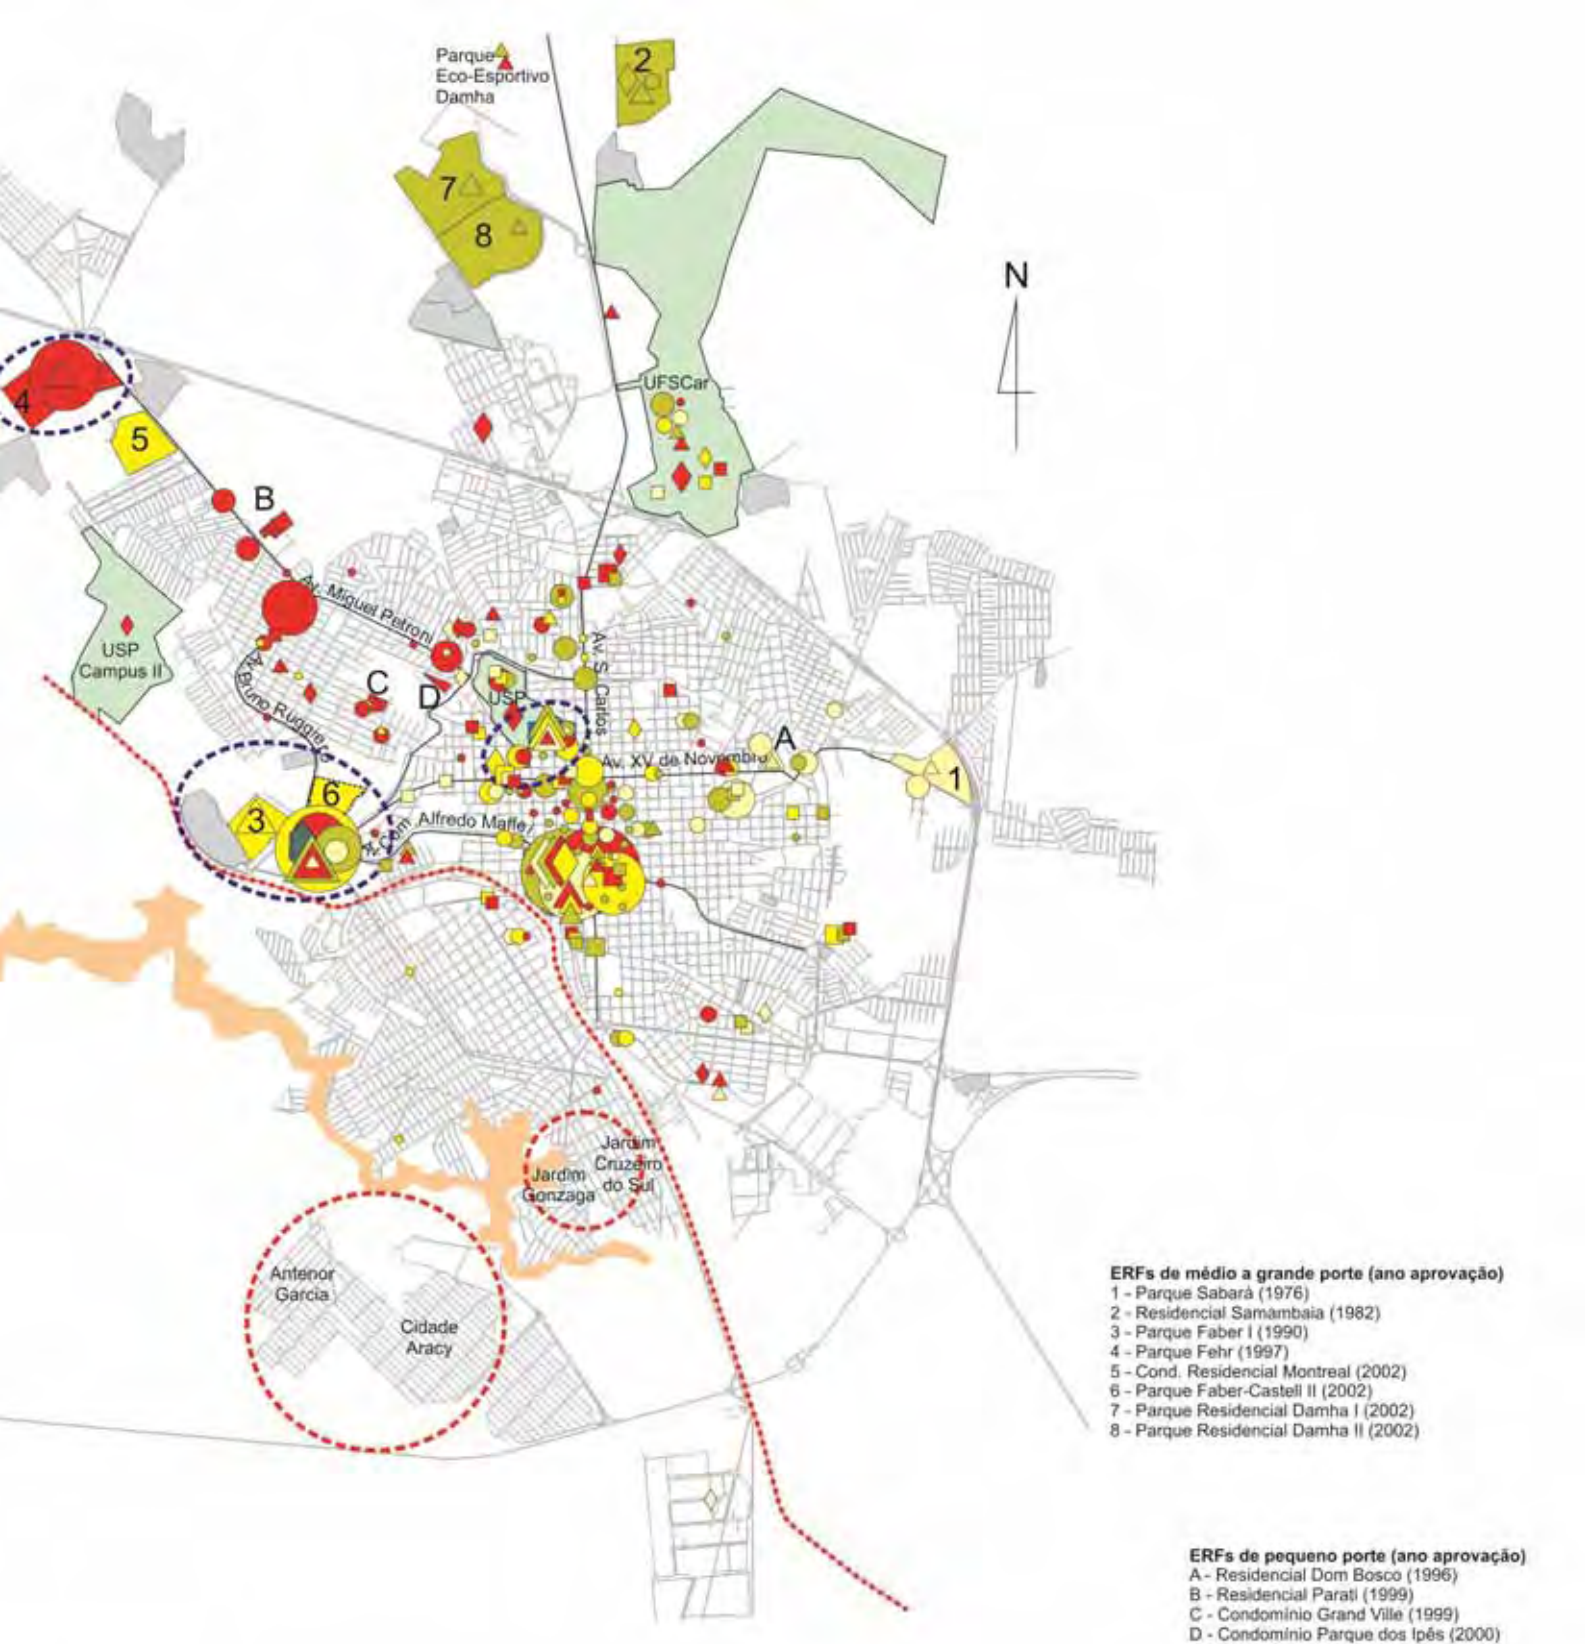 Parque
Eco-Esportivo
Damha
2
7
8
N
4
UFSCar
5
B
Av. Miguel Petroni
USP
Campus II
Av. Bruno Ruggiero
C
D
USP
Av. S. Carlos
A
Av. XV de Novembro
1
6
3
Av. Com. Alfredo Maffei
Jardim
Cruzeiro
do Sul
Jardim
Gonzaga
Antenor
Garcia
Cidade
Aracy
ERFs de médio a grande porte (ano aprovação)
1 - Parque Sabará (1976)
2 - Residencial Samambaia (1982)
3 - Parque Faber I (1990)
4 - Parque Fehr (1997)
5 - Cond. Residencial Montreal (2002)
6 - Parque Faber-Castell II (2002)
7 - Parque Residencial Damha I (2002)
8 - Parque Residencial Damha II (2002)
ERFs de pequeno porte (ano aprovação)
A - Residencial Dom Bosco (1996)
B - Residencial Parati (1999)
C - Condomínio Grand Ville (1999)
D - Condomínio Parque dos Ipês (2000)